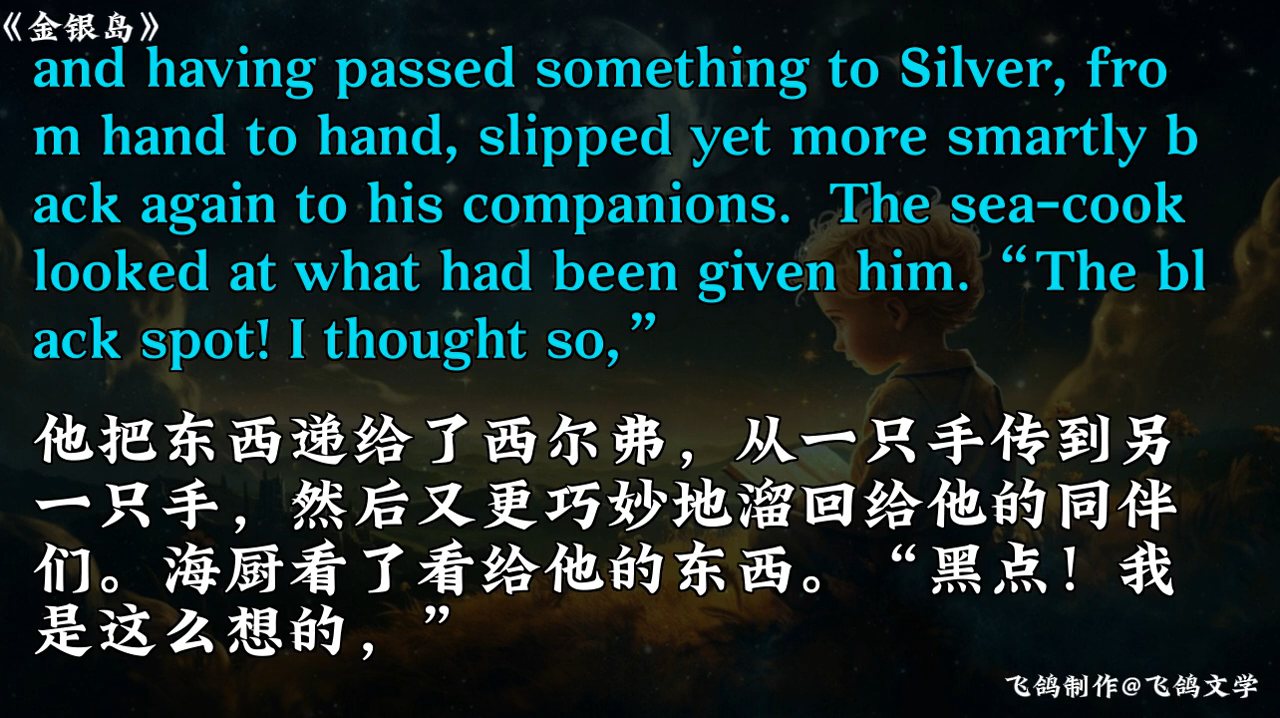 《金银岛》
and having passed something to Silver, fro
m hand to hand, slipped yet more smartly b
ack again to his companions.  The sea-cook
looked at what had been given him. “The bl
ack spot! I thought so,”
他把东西递给了西尔弗，从一只手传到另
一只手，然后又更巧妙地溜回给他的同伴
们。海厨看了看给他的东西。“黑点！我
是这么想的，”
飞鸽制作@飞鸽文学